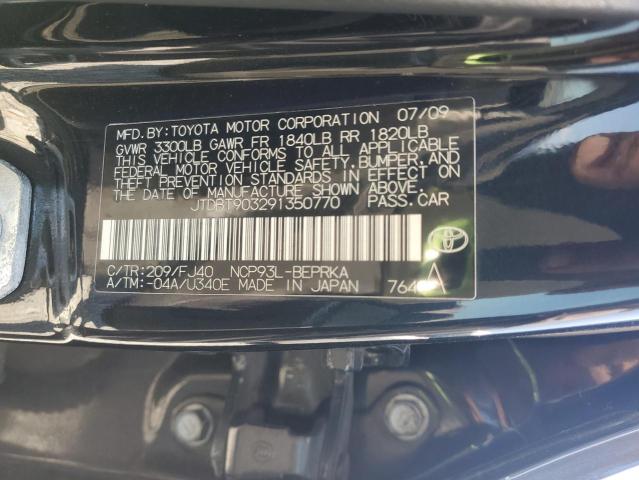 MFD.BY:TOYOTA MOTOR CORPORATION 07/09
GVWR 3300LB GAWR FR 1840LB RR 1820LB
THIS VEHICLE CONFORMS TO ALL APPLICABLE
FEDERAL MOTOR VEHICLE SAFETY,BUMPER,AND
THEFT PREVENTION STANDARDS IN EFFECT ON
THE DATE OF MANUFACTURE SHOWN ABOVE.
JTDBT903291350770 PASS.CAR
C/TR:209/FJ40 NCP93L-BEPRKA
A/TM:-04A/U340E MADE IN JAPAN A